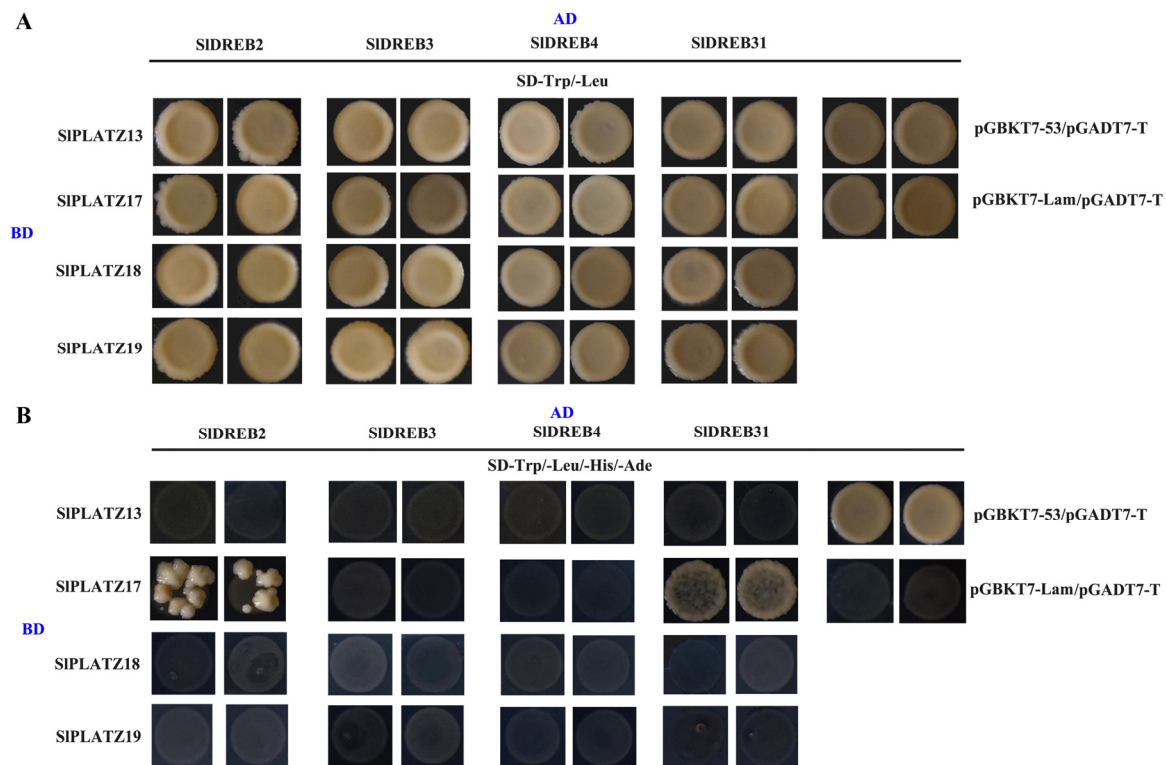 A
AD
SlDREB2 SlDREB3 SlDREB4 SlDREB31
SD-Trp/-Leu
SlPLATZ13 pGBKT7-53/pGADT7-T
SlPLATZ17 pGBKT7-Lam/pGADT7-T
BD
SlPLATZ18
SlPLATZ19
B
AD
SlDREB2 SlDREB3 SlDREB4 SlDREB31
SD-Trp/-Leu/-His/-Ade
SlPLATZ13 pGBKT7-53/pGADT7-T
SlPLATZ17 pGBKT7-Lam/pGADT7-T
BD
SlPLATZ18
SlPLATZ19